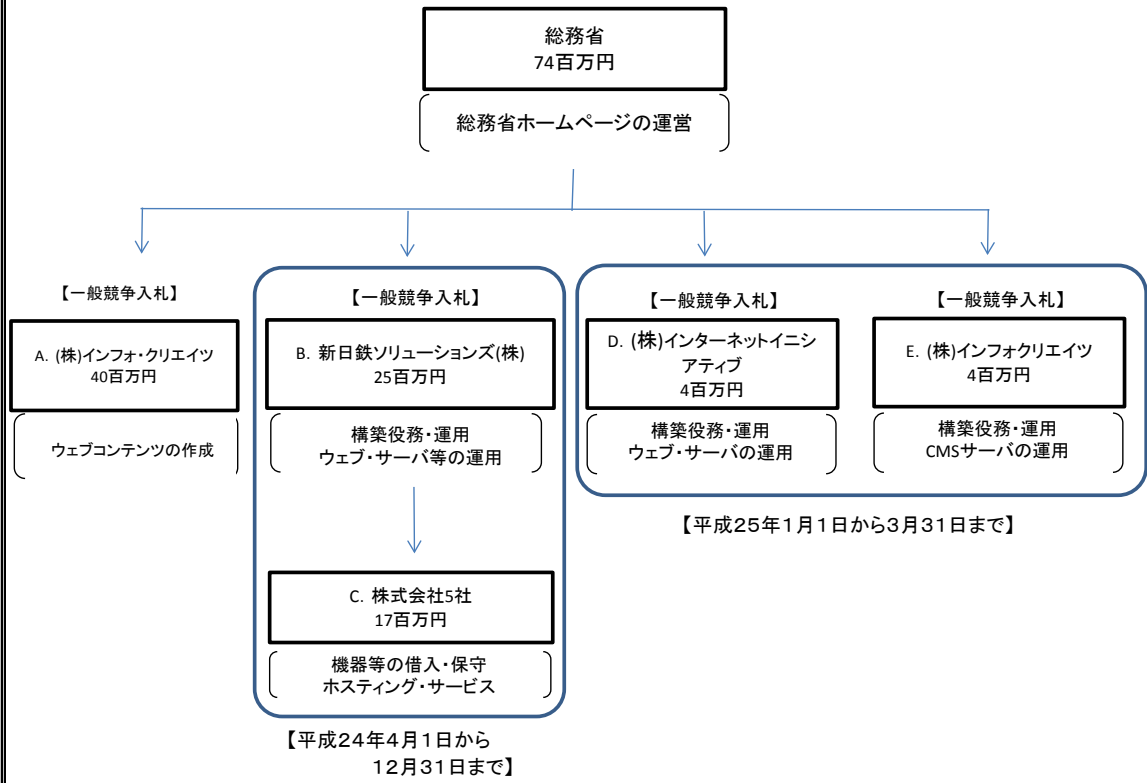 総務省
74百万円
総務省ホームページの運営
【一般競争入札】
A. (株)インフォ・クリエイツ
40百万円
ウェブコンテンツの作成
【一般競争入札】
B. 新日鉄ソリューションズ(株)
25百万円
構築役務・運用
ウェブ・サーバ等の運用
C. 株式会社5社
17百万円
機器等の借入・保守
ホスティング・サービス
【平成24年4月1日から
12月31日まで】
【一般競争入札】
D. (株)インターネットイニシ
アティブ
4百万円
構築役務・運用
ウェブ・サーバの運用
【一般競争入札】
E. (株)インフォクリエイツ
4百万円
構築役務・運用
CMSサーバの運用
【平成25年1月1日から3月31日まで】